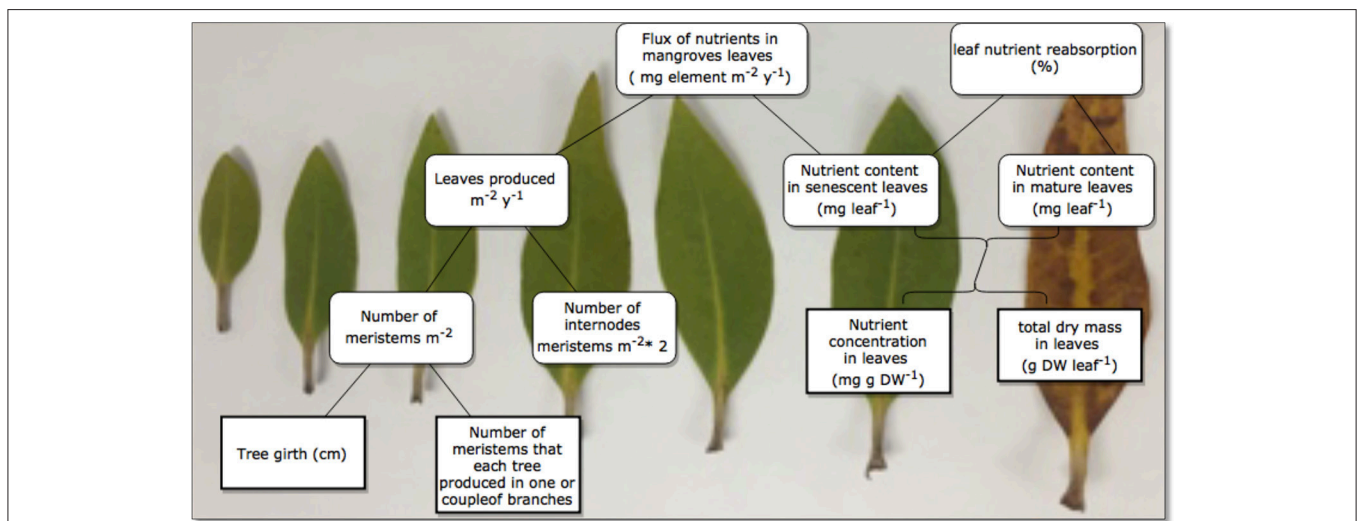 Flux of nutrients in
mangroves leaves
( mg element m⁻² y⁻¹)
leaf nutrient reabsorption
(%)
Leaves produced
m⁻² y⁻¹
Nutrient content
in senescent leaves
(mg leaf⁻¹)
Nutrient content
in mature leaves
(mg leaf⁻¹)
Number of
meristems m⁻²
Number of
internodes
meristems m⁻²* 2
Nutrient
concentration
in leaves
(mg g DW⁻¹)
total dry mass
in leaves
(g DW leaf⁻¹)
Tree girth (cm)
Number of
meristems that
each tree
produced in one or
coupleof branches